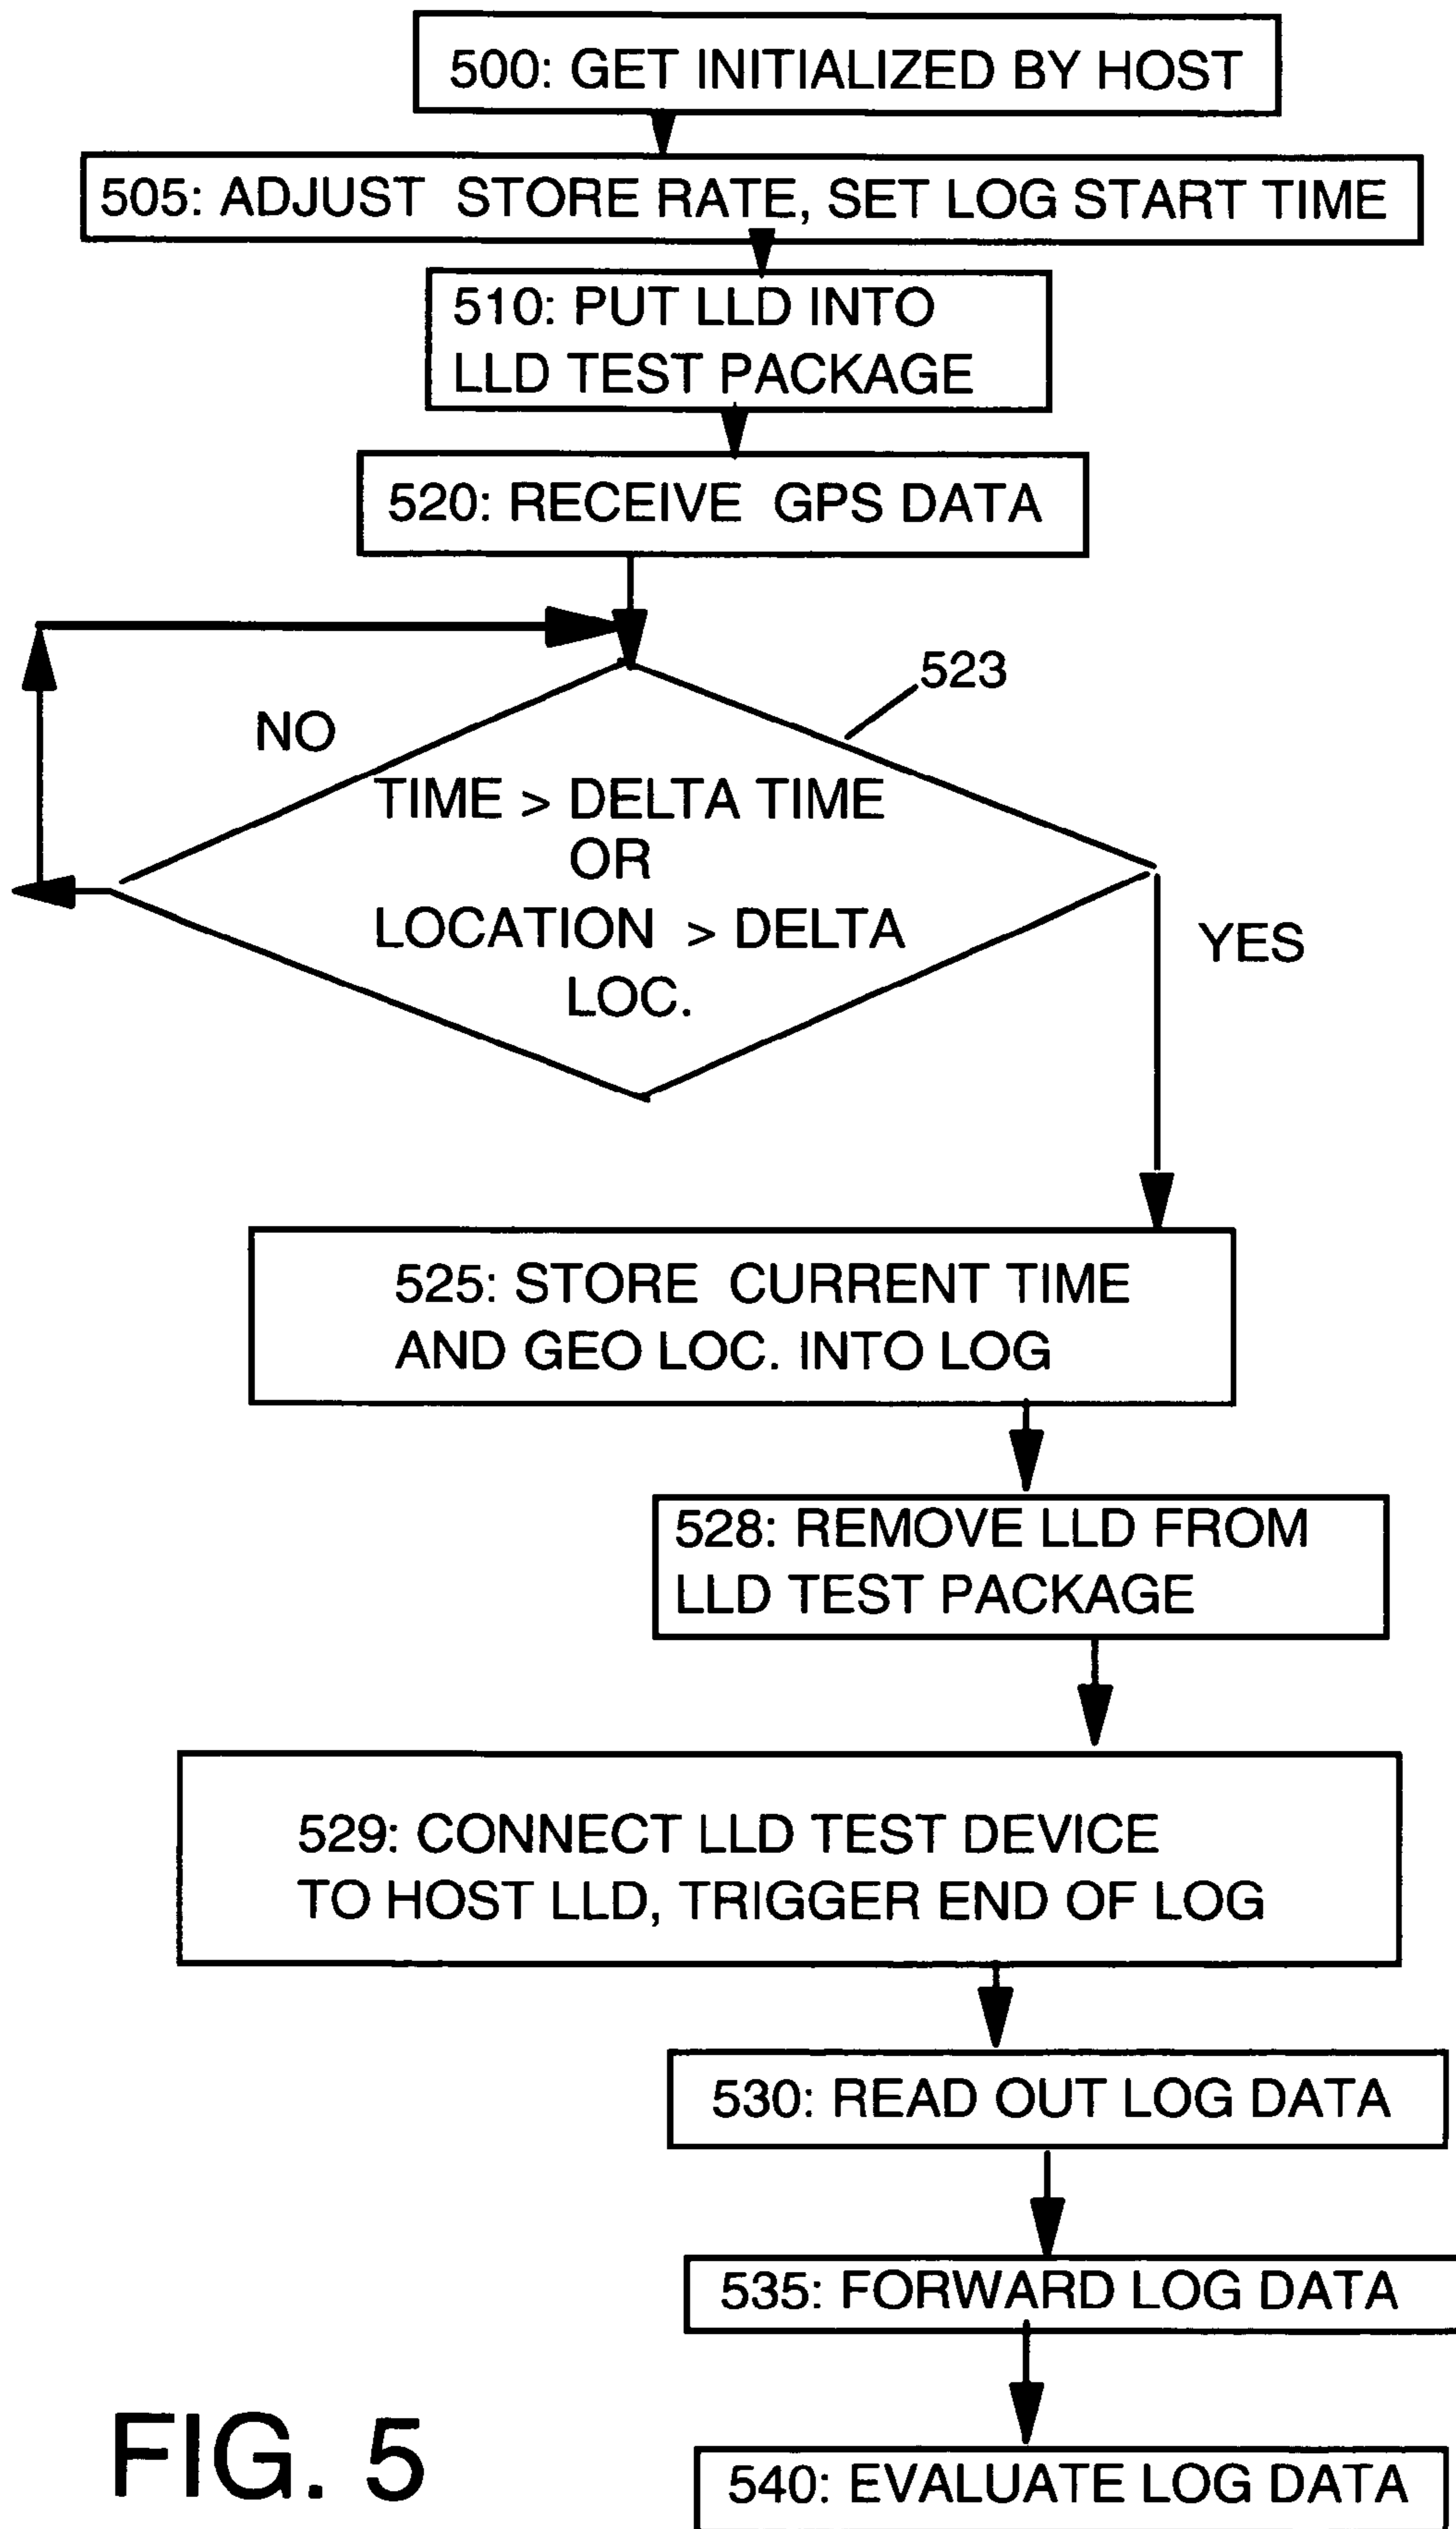 500: GET INITIALIZED BY HOST
505: ADJUST STORE RATE, SET LOG START TIME
510: PUT LLD INTO
LLD TEST PACKAGE
520: RECEIVE GPS DATA
523
NO
TIME > DELTA TIME
OR
LOCATION > DELTA
LOC.
YES
525: STORE CURRENT TIME
AND GEO LOC. INTO LOG
528: REMOVE LLD FROM
LLD TEST PACKAGE
529: CONNECT LLD TEST DEVICE
TO HOST LLD, TRIGGER END OF LOG
530: READ OUT LOG DATA
535: FORWARD LOG DATA
540: EVALUATE LOG DATA
FIG. 5